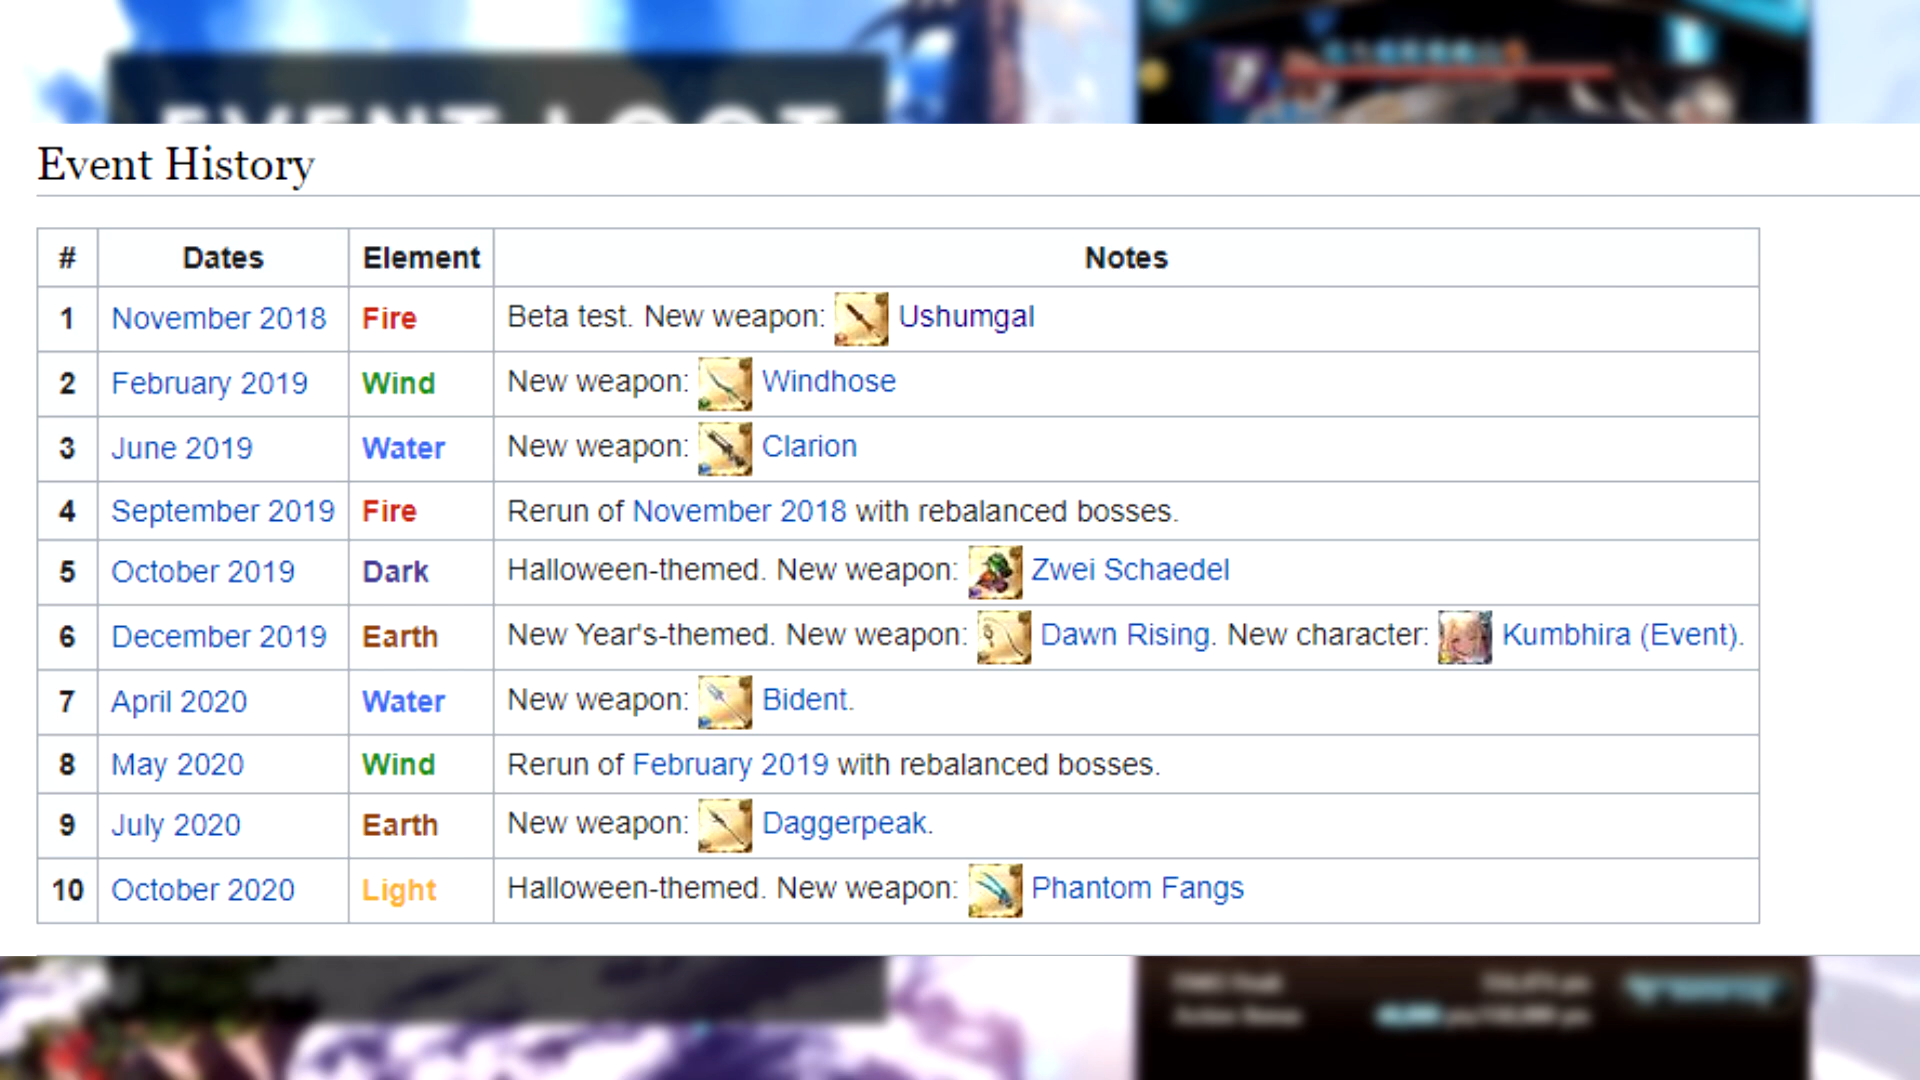 EVENT LOOT
Event History
# Dates Element Notes
1 November 2018 Fire Beta test. New weapon: Ushumgal
2 February 2019 Wind New weapon: Windhose
3 June 2019 Water New weapon: Clarion
4 September 2019 Fire Rerun of November 2018 with rebalanced bosses.
5 October 2019 Dark Halloween-themed. New weapon: Zwei Schaedel
6 December 2019 Earth New Year's-themed. New weapon: Dawn Rising. New character: Kumbhira (Event).
7 April 2020 Water New weapon: Bident.
8 May 2020 Wind Rerun of February 2019 with rebalanced bosses.
9 July 2020 Earth New weapon: Daggerpeak.
10 October 2020 Light Halloween-themed. New weapon: Phantom Fangs